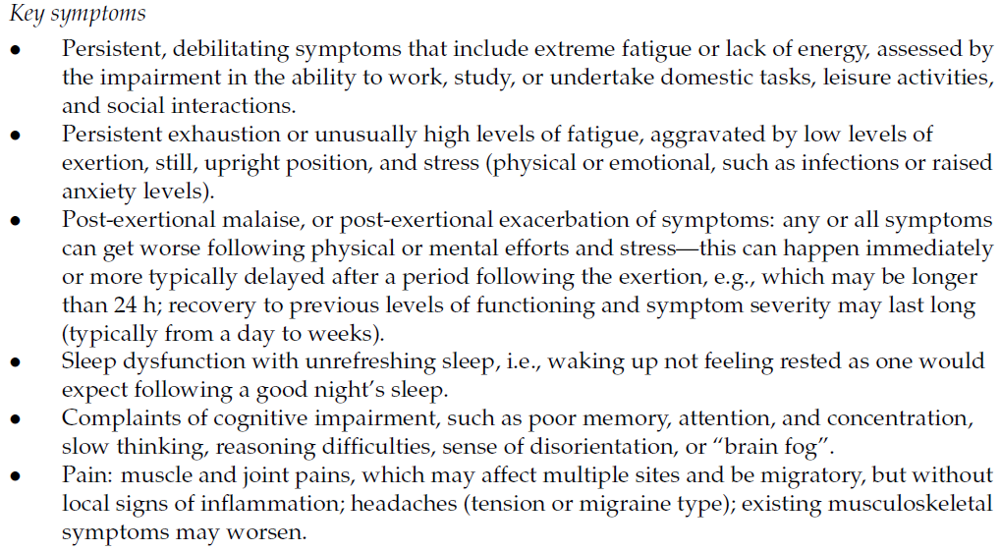 Key symptoms
● Persistent, debilitating symptoms that include extreme fatigue or lack of energy, assessed by
the impairment in the ability to work, study, or undertake domestic tasks, leisure activities,
and social interactions.
● Persistent exhaustion or unusually high levels of fatigue, aggravated by low levels of
exertion, still, upright position, and stress (physical or emotional, such as infections or raised
anxiety levels).
● Post-exertional malaise, or post-exertional exacerbation of symptoms: any or all symptoms
can get worse following physical or mental efforts and stress—this can happen immediately
or more typically delayed after a period following the exertion, e.g., which may be longer
than 24 h; recovery to previous levels of functioning and symptom severity may last long
(typically from a day to weeks).
● Sleep dysfunction with unrefreshing sleep, i.e., waking up not feeling rested as one would
expect following a good night’s sleep.
● Complaints of cognitive impairment, such as poor memory, attention, and concentration,
slow thinking, reasoning difficulties, sense of disorientation, or “brain fog”.
● Pain: muscle and joint pains, which may affect multiple sites and be migratory, but without
local signs of inflammation; headaches (tension or migraine type); existing musculoskeletal
symptoms may worsen.